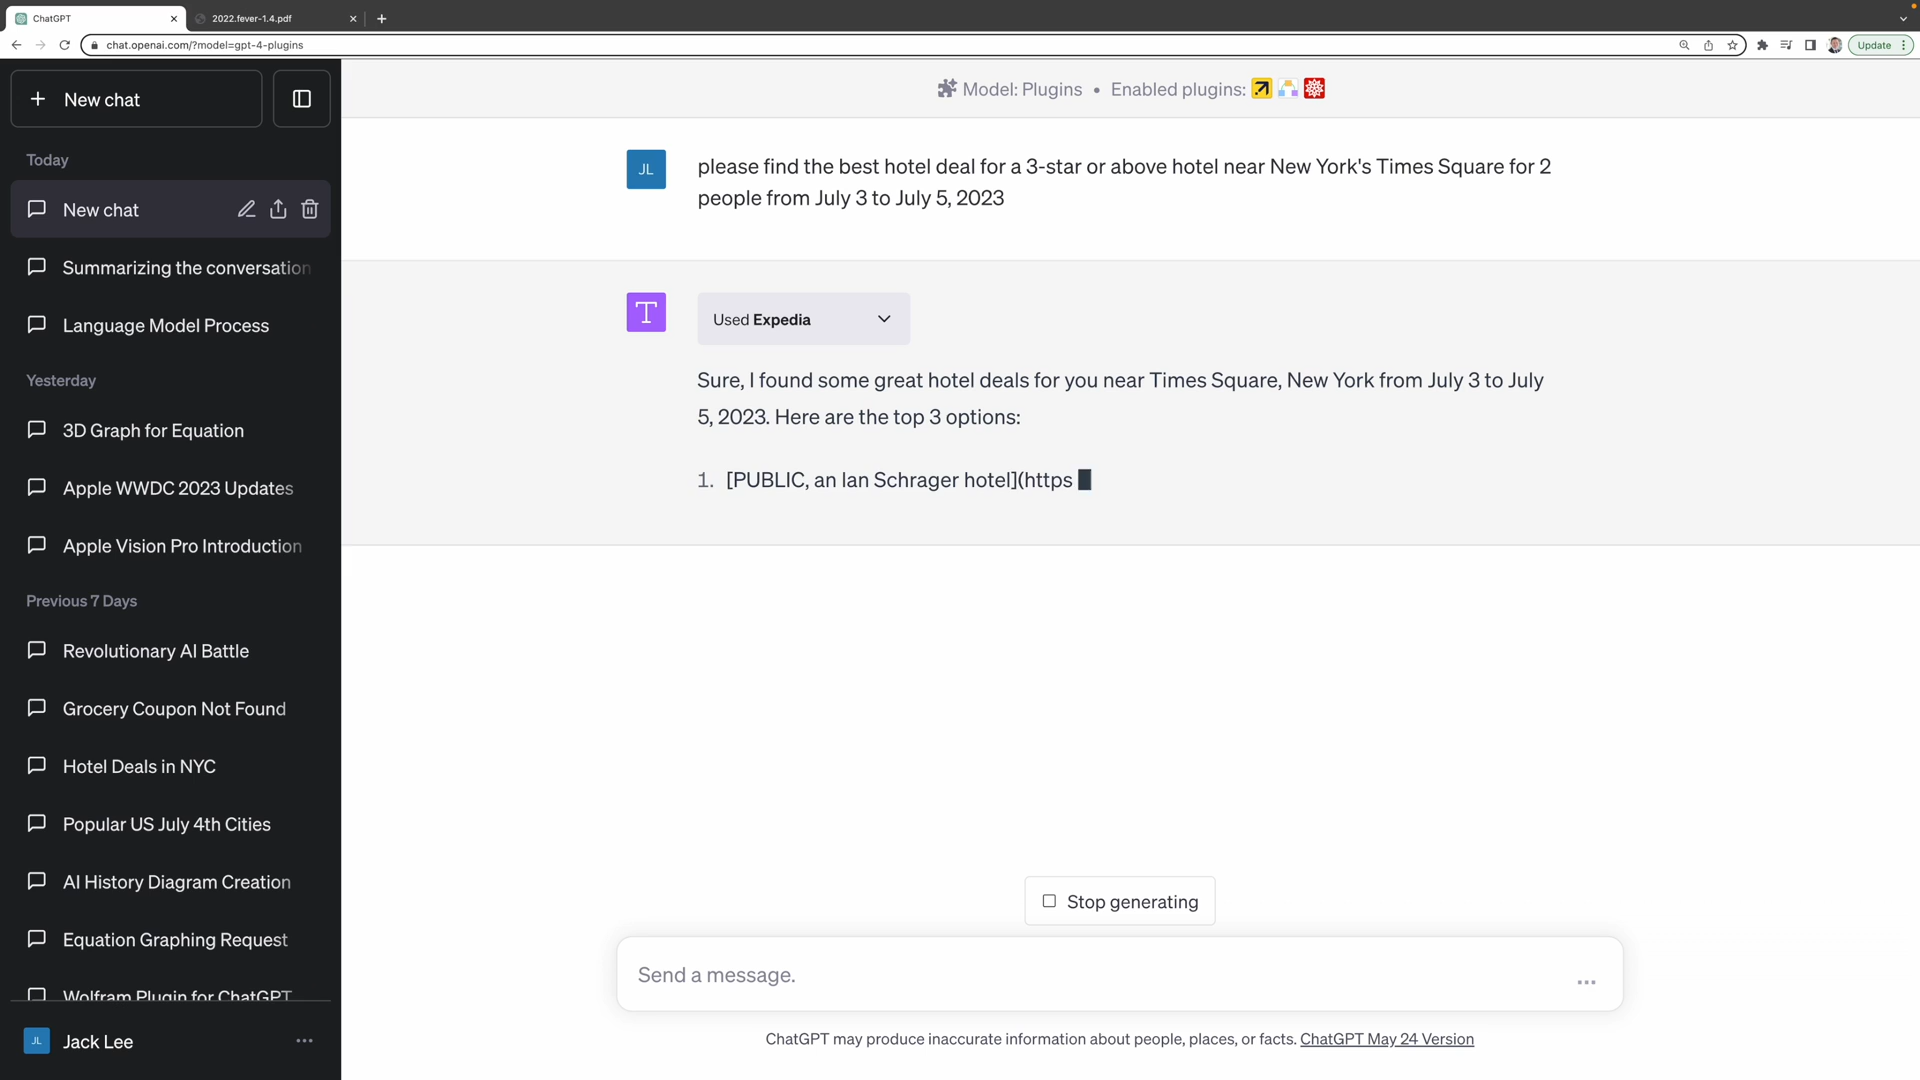 ChatGPT
2022.fever-1.4.pdf
chat.openai.com/?model=gpt-4-plugins
Update
New chat
Today
New chat
Summarizing the conversation
Language Model Process
Yesterday
3D Graph for Equation
Apple WWDC 2023 Updates
Apple Vision Pro Introduction
Previous 7 Days
Revolutionary AI Battle
Grocery Coupon Not Found
Hotel Deals in NYC
Popular US July 4th Cities
AI History Diagram Creation
Equation Graphing Request
Wolfram Plugin for ChatGPT
JL
Jack Lee
Model: Plugins • Enabled plugins:
JL
please find the best hotel deal for a 3-star or above hotel near New York's Times Square for 2
people from July 3 to July 5, 2023
T
Used Expedia
Sure, I found some great hotel deals for you near Times Square, New York from July 3 to July
5, 2023. Here are the top 3 options:
1. [PUBLIC, an Ian Schrager hotel](https
Stop generating
Send a message.
ChatGPT may produce inaccurate information about people, places, or facts. ChatGPT May 24 Version